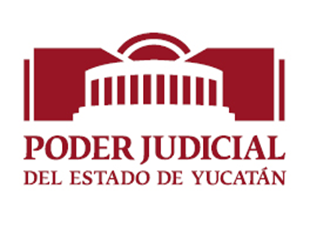 PODER JUDICIAL
DEL ESTADO DE YUCATÁN